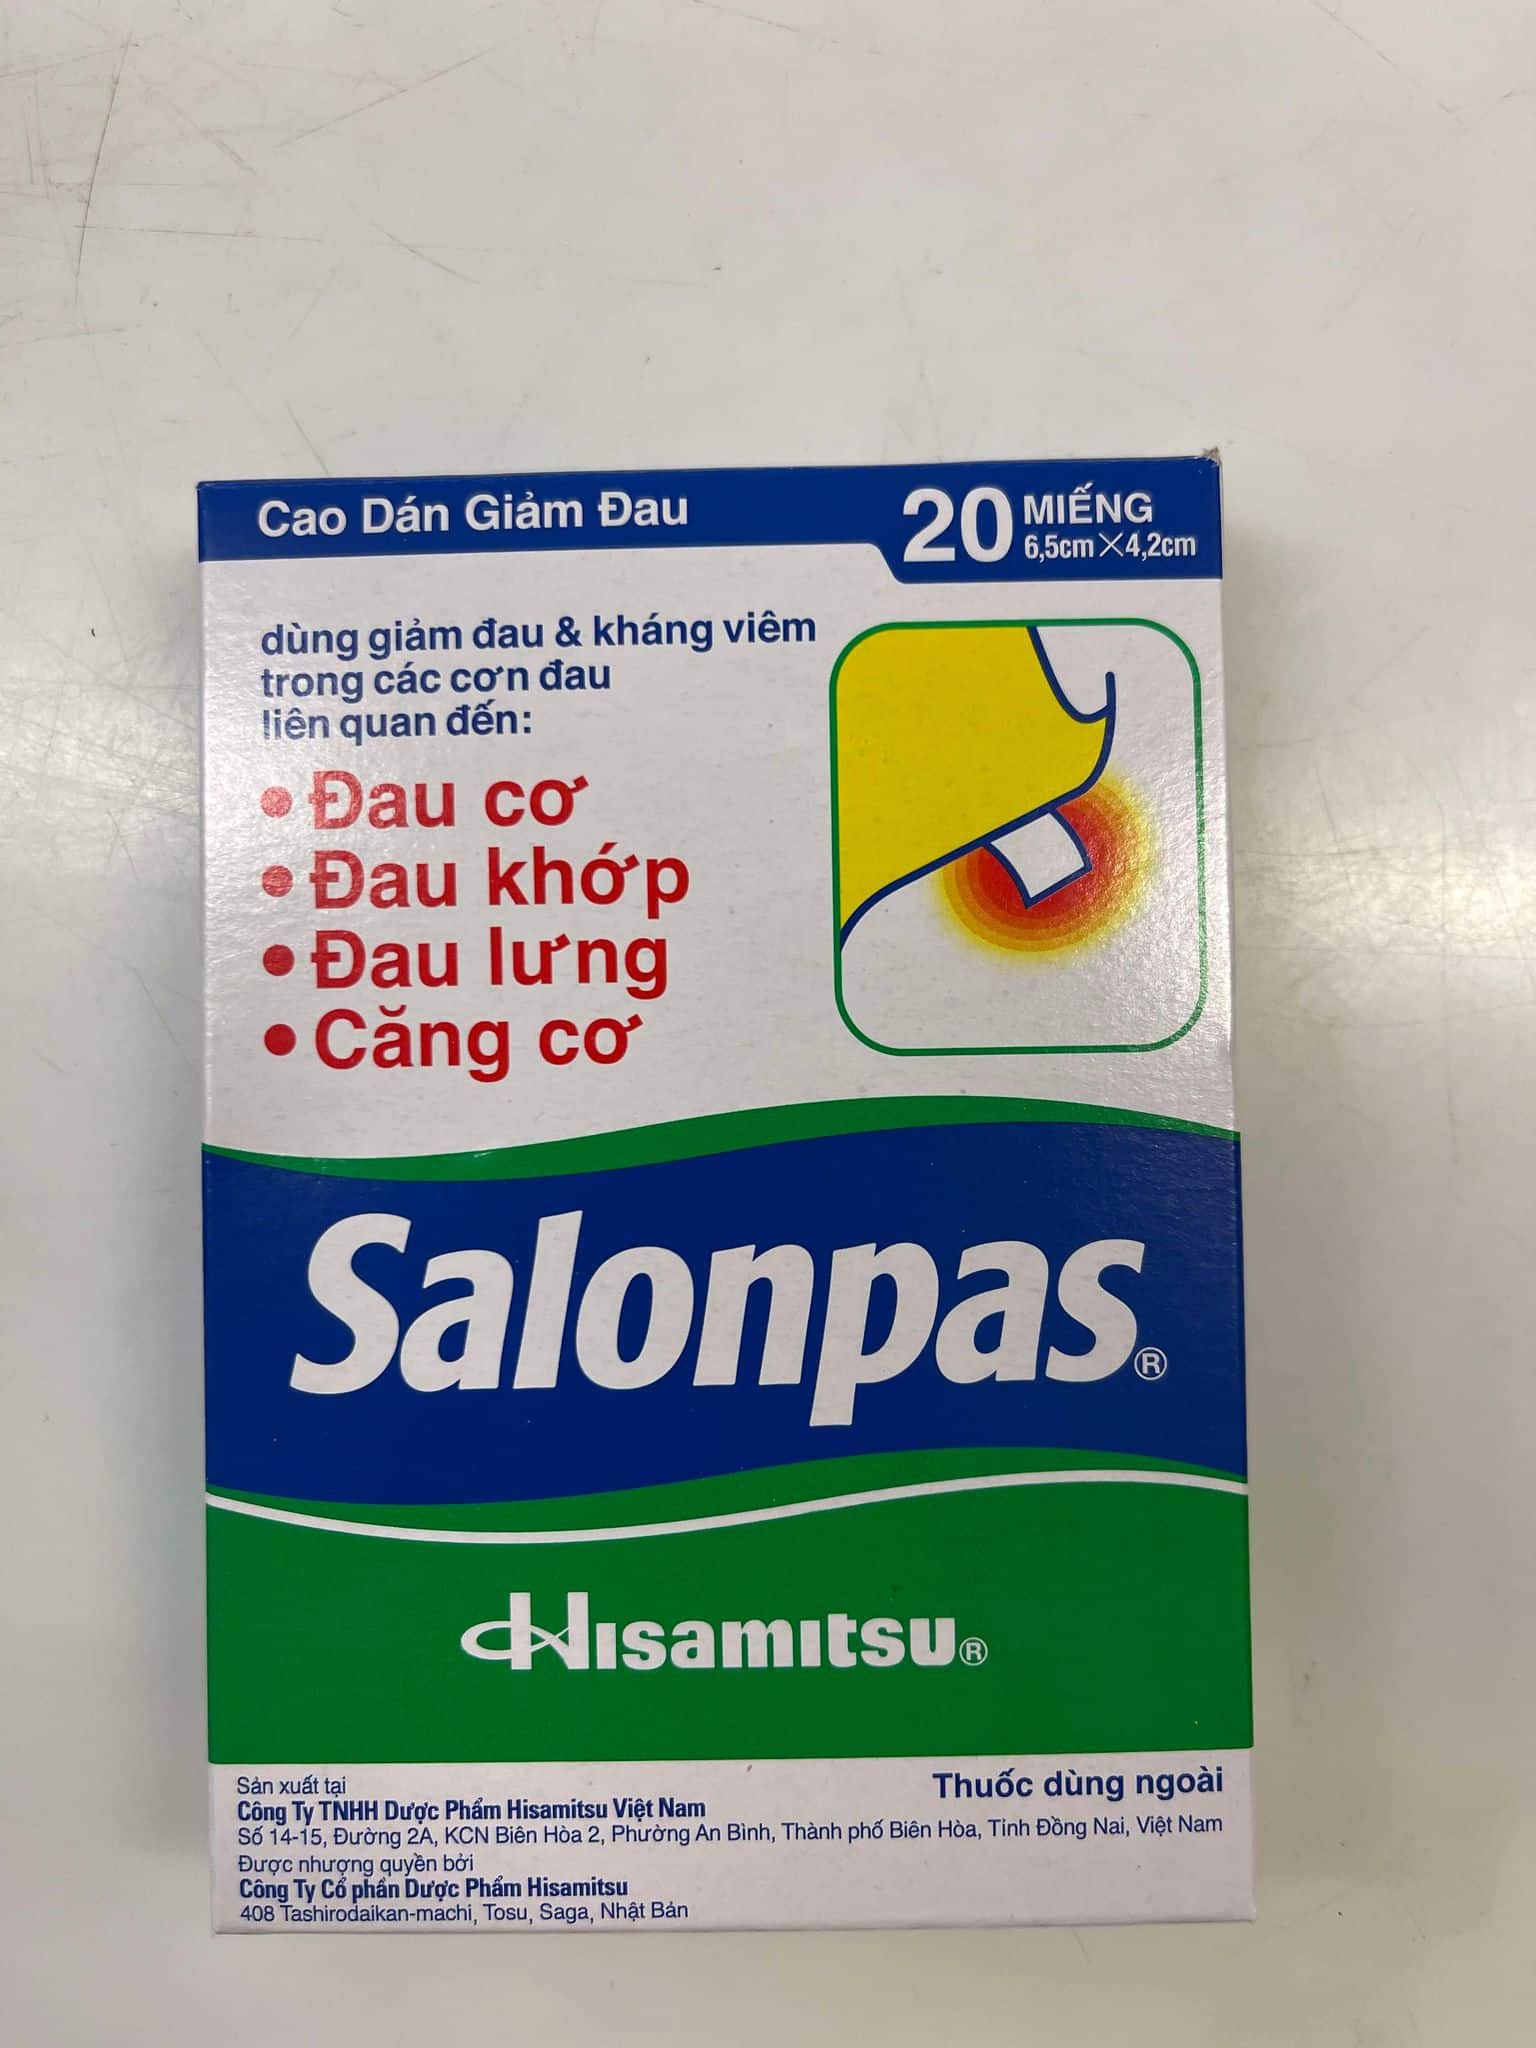 Cao Dán Giảm Đau
20 MIẾNG
6,5cm×4,2cm
dùng giảm đau & kháng viêm
trong các cơn đau
liên quan đến:
• Đau cơ
• Đau khớp
• Đau lưng
• Căng cơ
Salonpas®
Hisamitsu®
Thuốc dùng ngoài
Sản xuất tại
Công Ty TNHH Dược Phẩm Hisamitsu Việt Nam
Số 14-15, Đường 2A, KCN Biên Hòa 2, Phường An Bình, Thành phố Biên Hòa, Tỉnh Đồng Nai, Việt Nam
Được nhượng quyền bởi
Công Ty Cổ phần Dược Phẩm Hisamitsu
408 Tashirodaikan-machi, Tosu, Saga, Nhật Bản